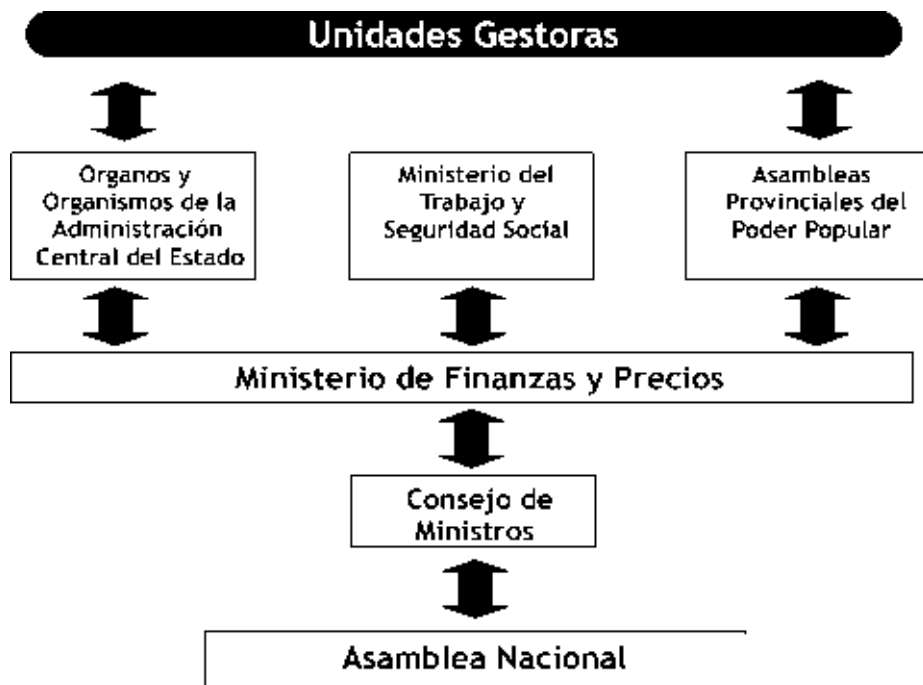 Unidades Gestoras
Organos y
Organismos de la
Administración
Central del Estado
Ministerio del
Trabajo y
Seguridad Social
Asambleas
Provinciales del
Poder Popular
Ministerio de Finanzas y Precios
Consejo de
Ministros
Asamblea Nacional